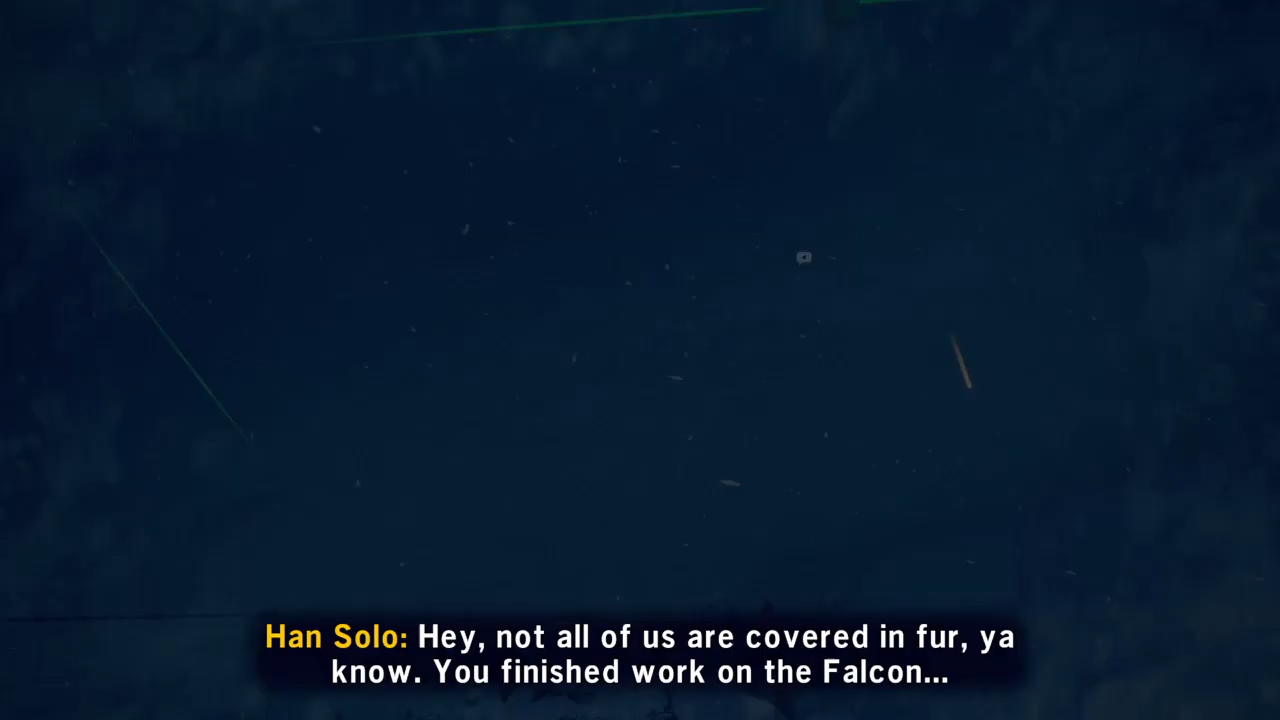 Han Solo: Hey, not all of us are covered in fur, ya
know. You finished work on the Falcon...